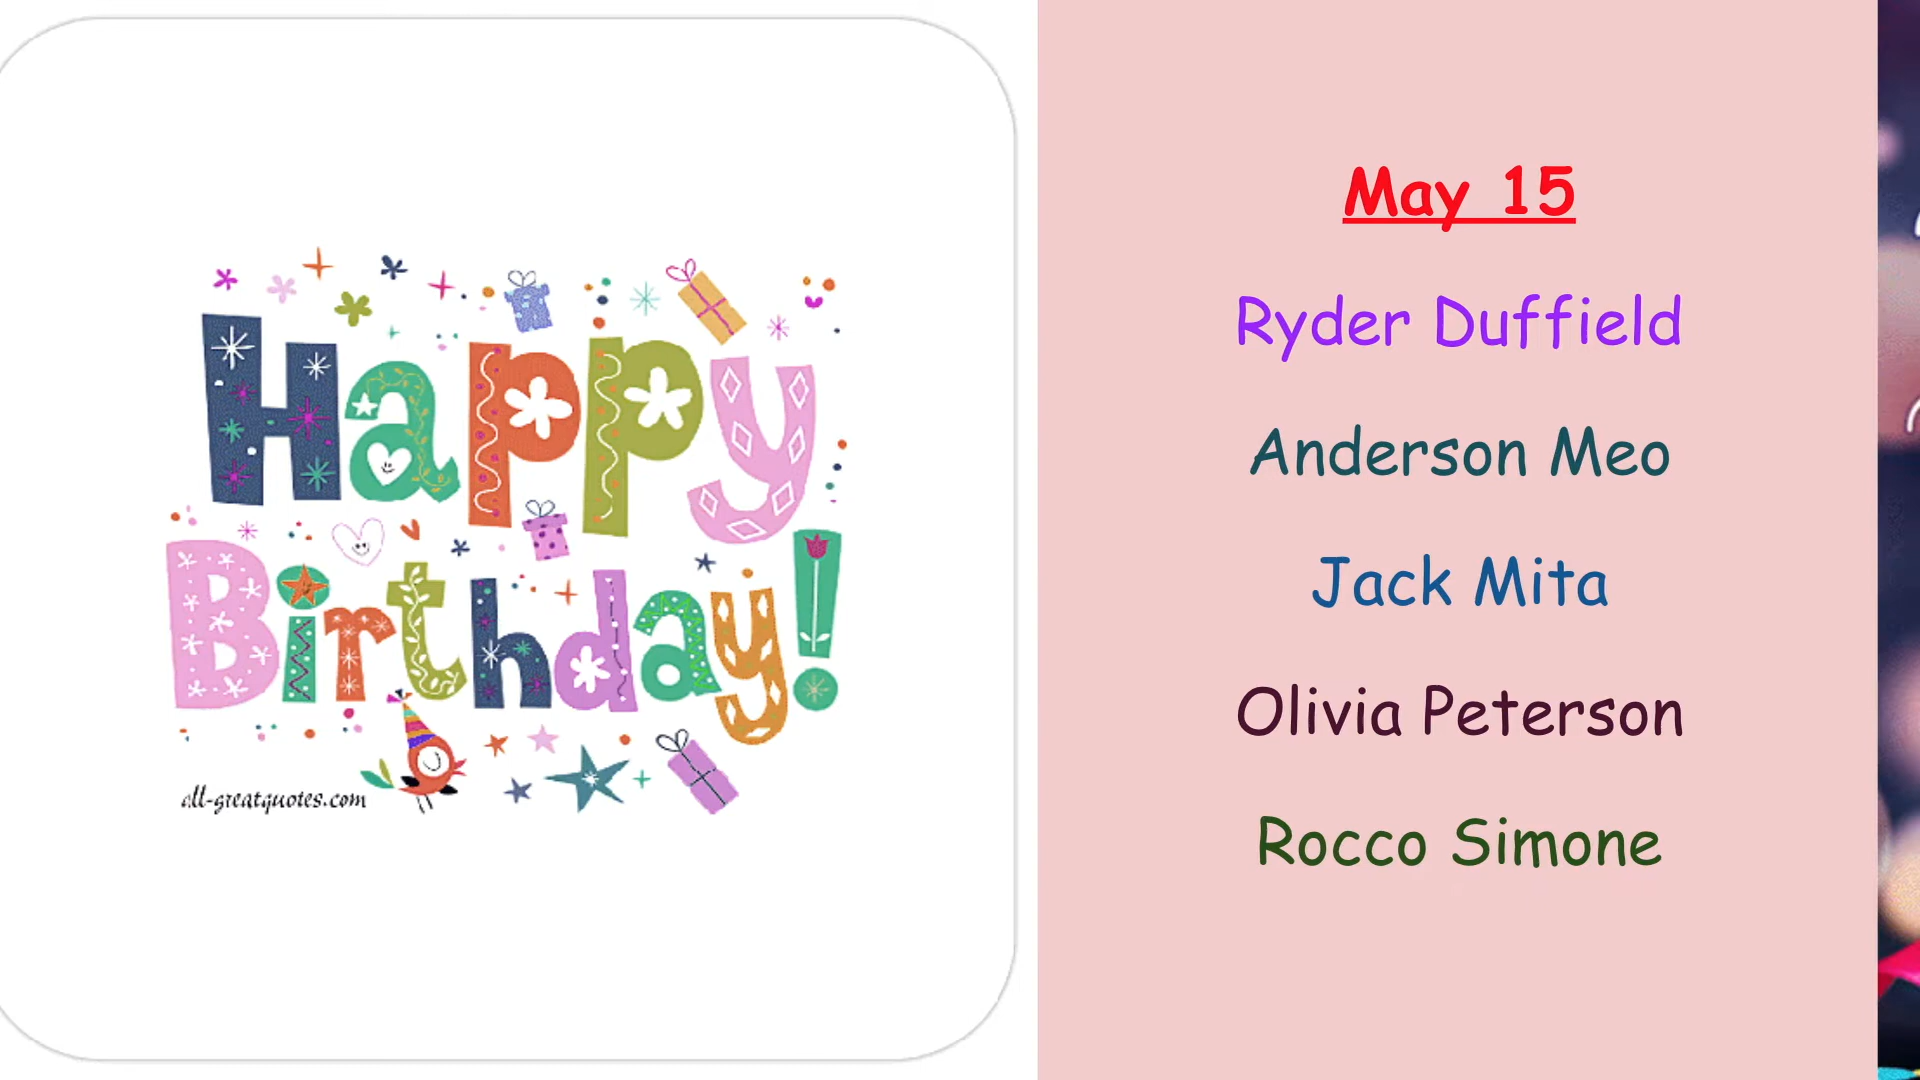 Happy
Birthday!
all-greatquotes.com
May 15
Ryder Duffield
Anderson Meo
Jack Mita
Olivia Peterson
Rocco Simone